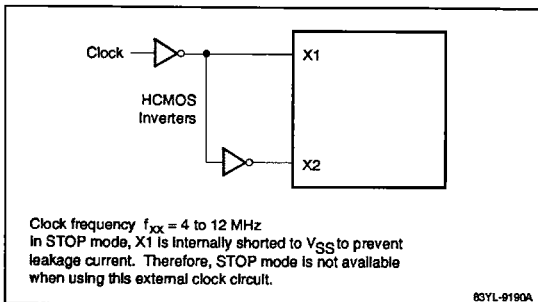 Clock
X1
HCMOS
Inverters
X2
Clock frequency fxx = 4 to 12 MHz
In STOP mode, X1 is internally shorted to VSS to prevent
leakage current. Therefore, STOP mode is not available
when using this external clock circuit.
83YL-9190A